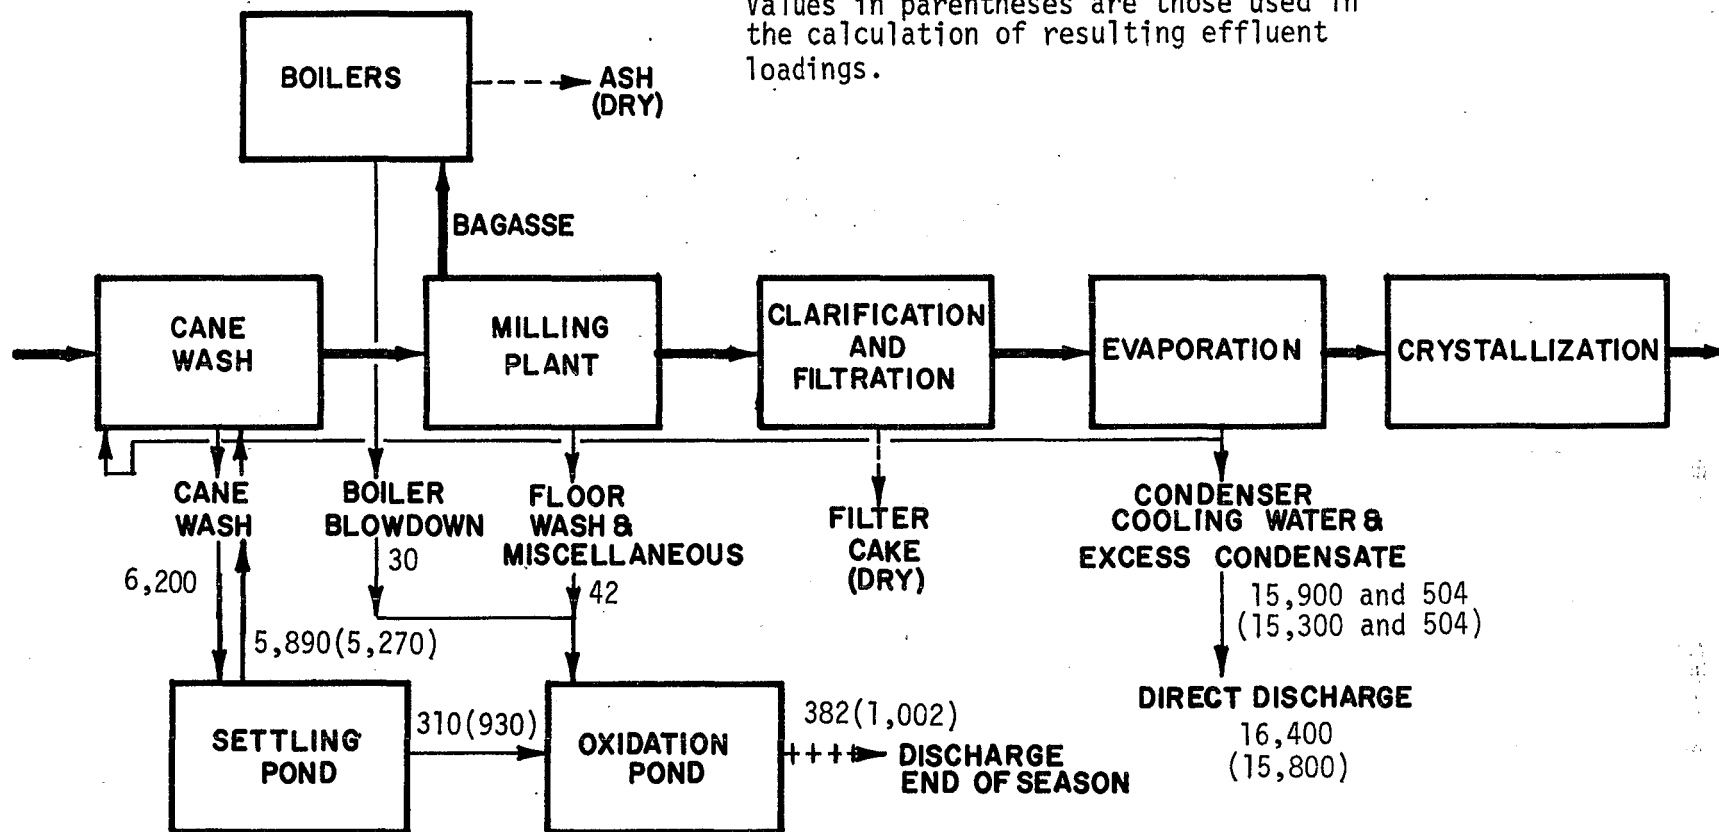 Values in parentheses are those used in
the calculation of resulting effluent
loadings.
BOILERS
ASH
(DRY)
BAGASSE
CANE
WASH
MILLING
PLANT
CLARIFICATION
AND
FILTRATION
EVAPORATION
CRYSTALLIZATION
CANE
WASH
BOILER
BLOWDOWN
FLOOR
WASH &
MISCELLANEOUS
FILTER
CAKE
(DRY)
CONDENSER
COOLING WATER &
EXCESS CONDENSATE
6,200
30
42
15,900 and 504
(15,300 and 504)
5,890(5,270)
DIRECT DISCHARGE
16,400
(15,800)
SETTLING
POND
310(930)
OXIDATION
POND
382(1,002)
DISCHARGE
END OF SEASON